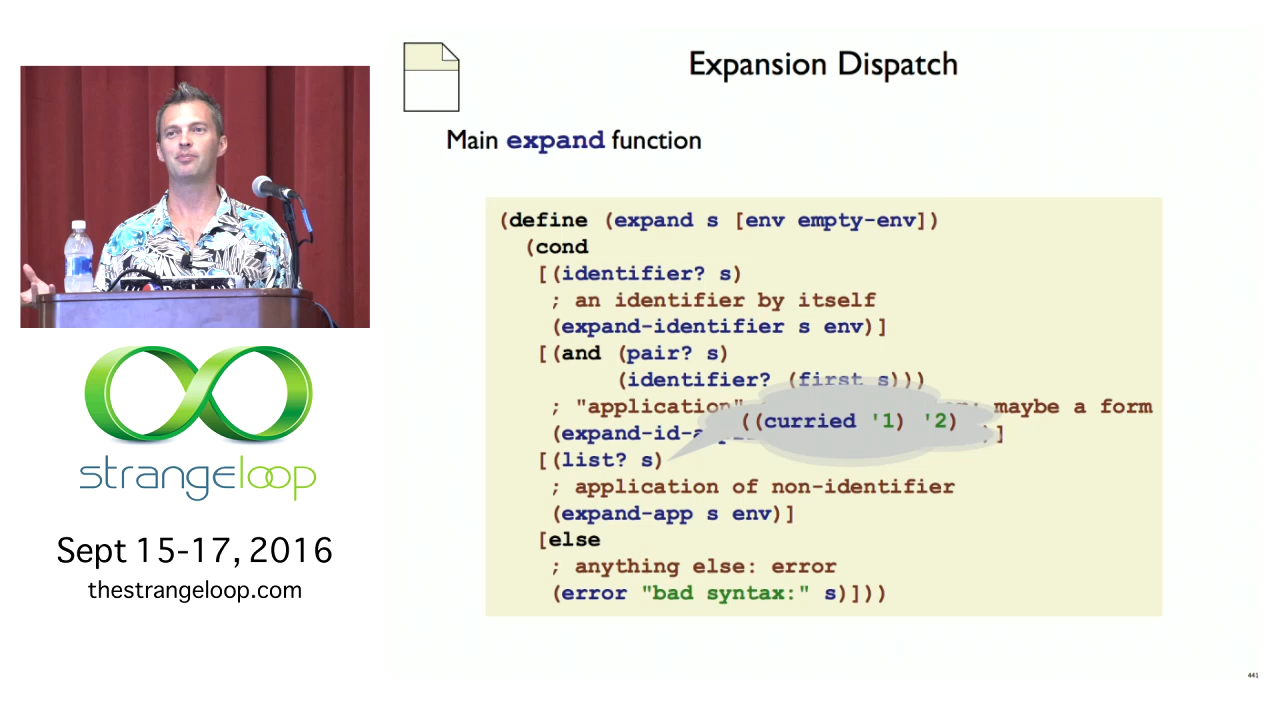 Expansion Dispatch
Main expand function
(define (expand s [env empty-env])
(cond
[(identifier? s)
; an identifier by itself
(expand-identifier s env)]
[(and (pair? s)
(identifier? (first s)))
; "application" maybe a form
((curried '1) '2)
]
[(list? s)
; application of non-identifier
(expand-app s env)]
[else
; anything else: error
(error "bad syntax:" s)]))
strangeloop
Sept 15-17, 2016
thestrangeloop.com
441